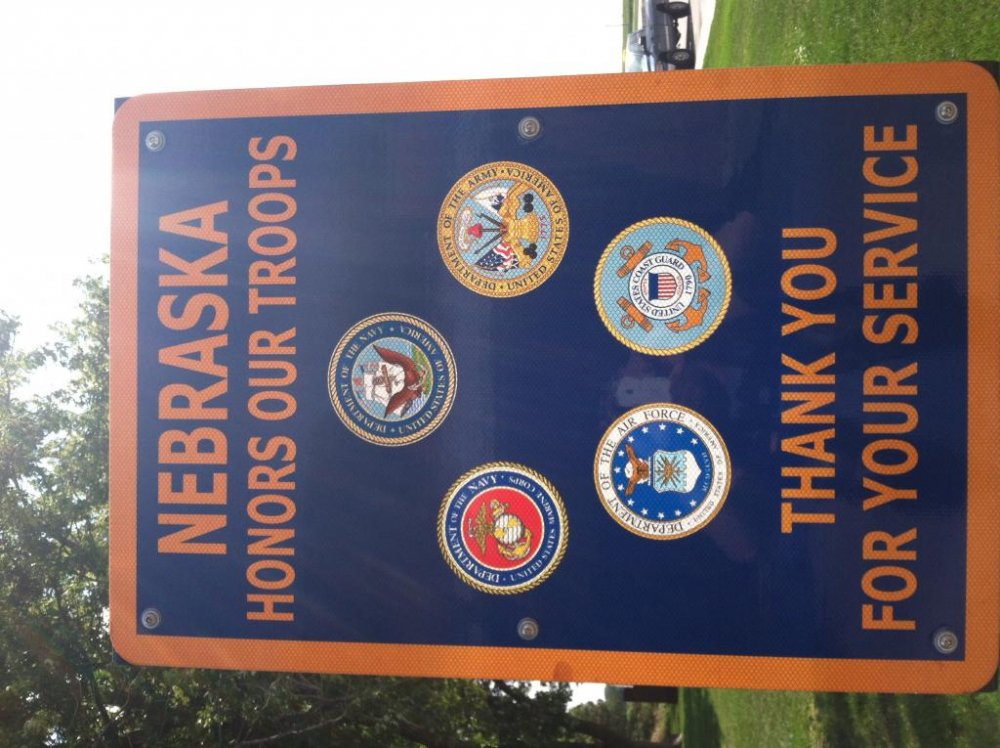 NEBRASKA
HONORS OUR TROOPS
DEPARTMENT OF THE NAVY
UNITED STATES OF AMERICA
DEPARTMENT OF THE NAVY
UNITED STATES MARINE CORPS
DEPARTMENT OF THE ARMY
UNITED STATES OF AMERICA
DEPARTMENT OF THE AIR FORCE
UNITED STATES OF AMERICA
UNITED STATES COAST GUARD
1790
THANK YOU
FOR YOUR SERVICE